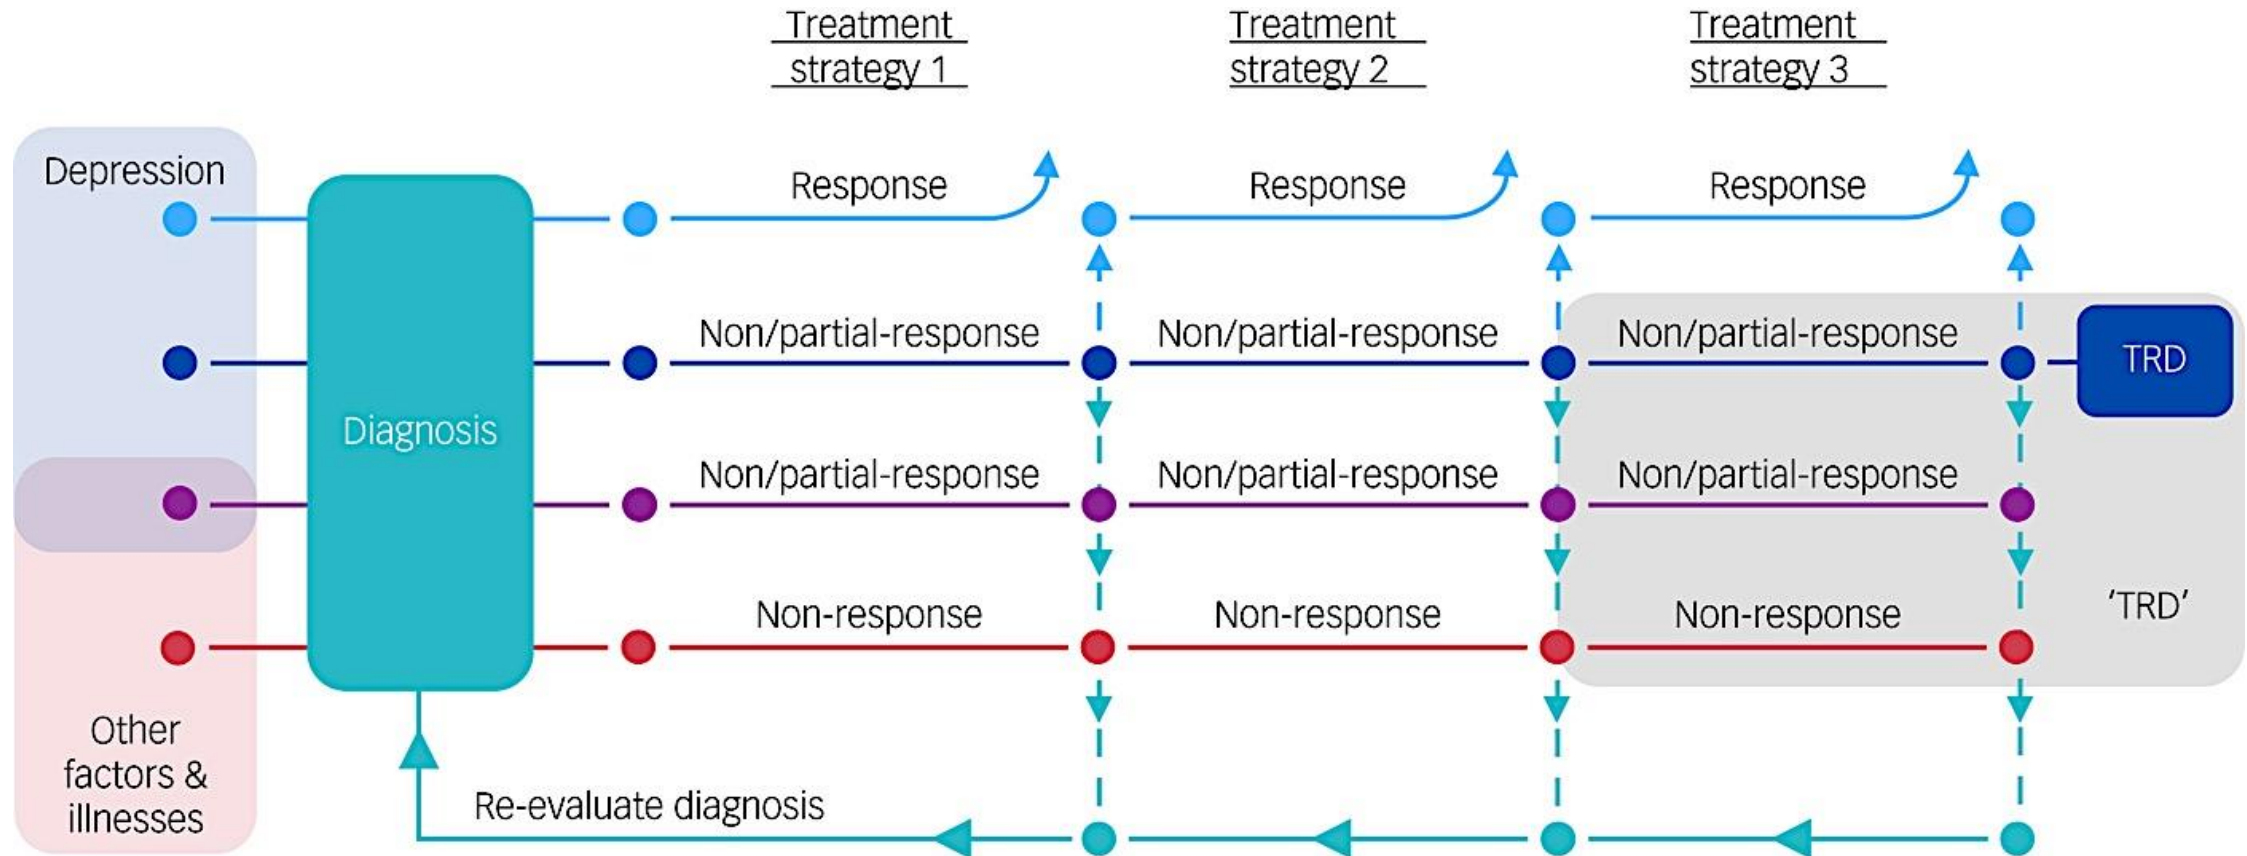 Treatment
strategy 1
Treatment
strategy 2
Treatment
strategy 3
Depression
Response
Response
Response
Non/partial-response
Non/partial-response
Non/partial-response
TRD
Diagnosis
Non/partial-response
Non/partial-response
Non/partial-response
Non-response
Non-response
Non-response
‘TRD’
Other
factors &
illnesses
Re-evaluate diagnosis